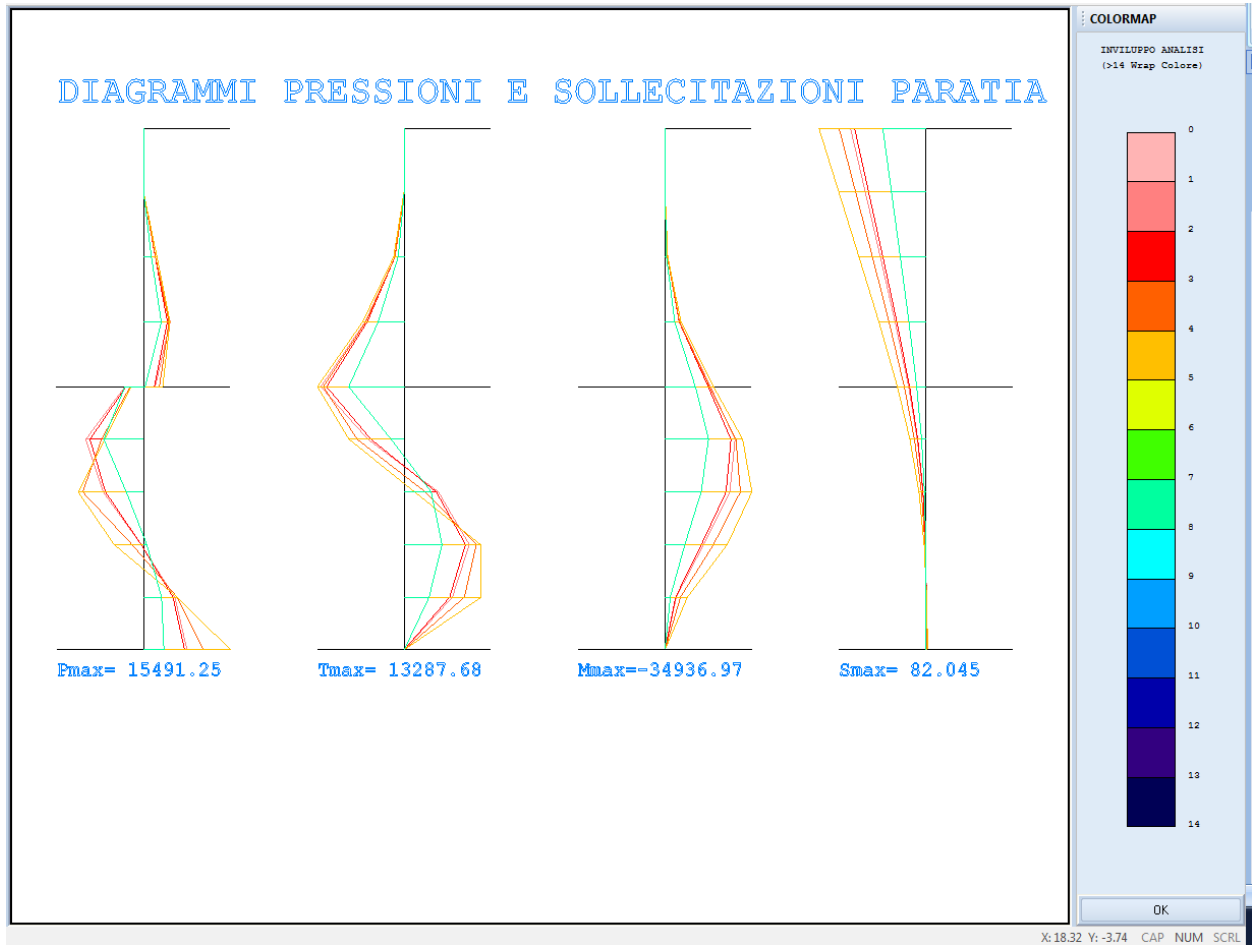 COLORMAP
INVILUPPO ANALISI
(>14 Wrap Colore)
DIAGRAMMI PRESSIONI E SOLLECITAZIONI PARATIA
0
1
2
3
4
5
6
7
8
9
10
11
12
13
14
Pmax= 15491.25
Tmax= 13287.68
Mmax=-34936.97
Smax= 82.045
OK
X: 18.32 Y: -3.74 CAP NUM SCRL